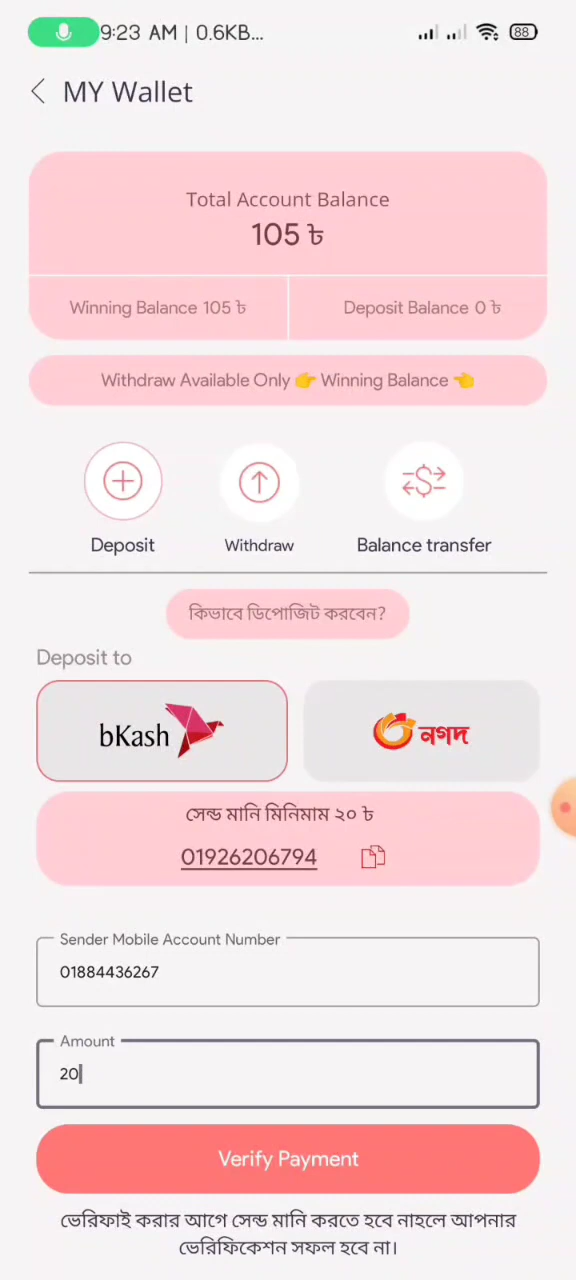 9:23 AM | 0.6KB... 88
MY Wallet
Total Account Balance
105 ৳
Winning Balance 105 ৳ Deposit Balance 0 ৳
Withdraw Available Only 👉 Winning Balance 👈
Deposit Withdraw Balance transfer
কিভাবে ডিপোজিট করবেন?
Deposit to
bKash নগদ
সেন্ড মানি মিনিমাম ২০ ৳
01926206794
Sender Mobile Account Number
01884436267
Amount
20
Verify Payment
ভেরিফাই করার আগে সেন্ড মানি করতে হবে নাহলে আপনার
ভেরিফিকেশন সফল হবে না।